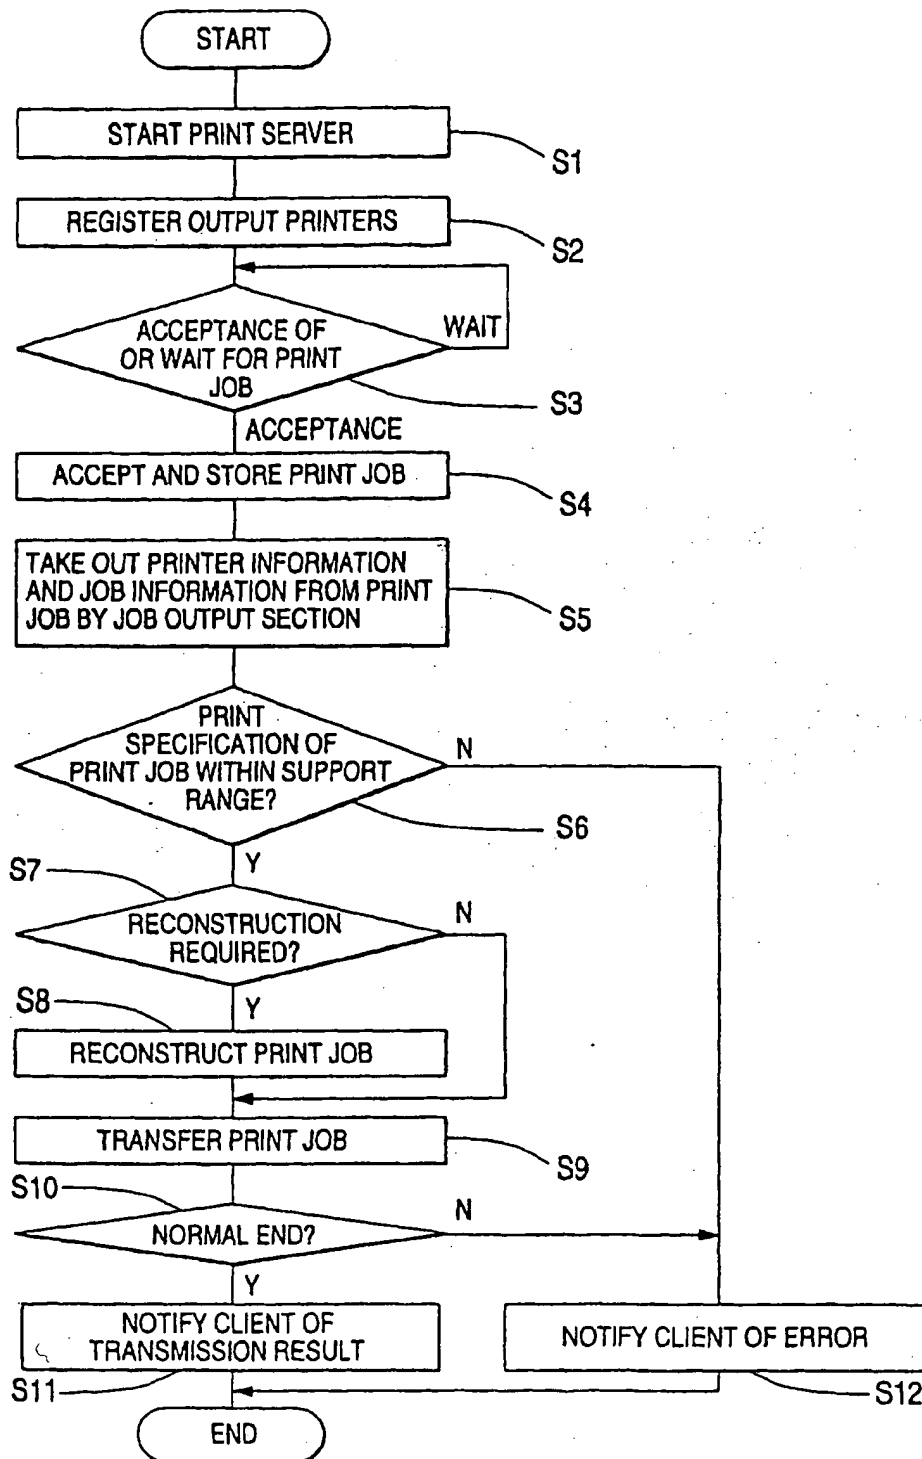 START
START PRINT SERVER
S1
REGISTER OUTPUT PRINTERS
S2
ACCEPTANCE OF
OR WAIT FOR PRINT
JOB
WAIT
S3
ACCEPTANCE
ACCEPT AND STORE PRINT JOB
S4
TAKE OUT PRINTER INFORMATION
AND JOB INFORMATION FROM PRINT
JOB BY JOB OUTPUT SECTION
S5
PRINT
SPECIFICATION OF
PRINT JOB WITHIN SUPPORT
RANGE?
N
S6
Y
S7
RECONSTRUCTION
REQUIRED?
N
S8
Y
RECONSTRUCT PRINT JOB
TRANSFER PRINT JOB
S9
S10
NORMAL END?
N
Y
NOTIFY CLIENT OF
TRANSMISSION RESULT
NOTIFY CLIENT OF ERROR
S11
S12
END